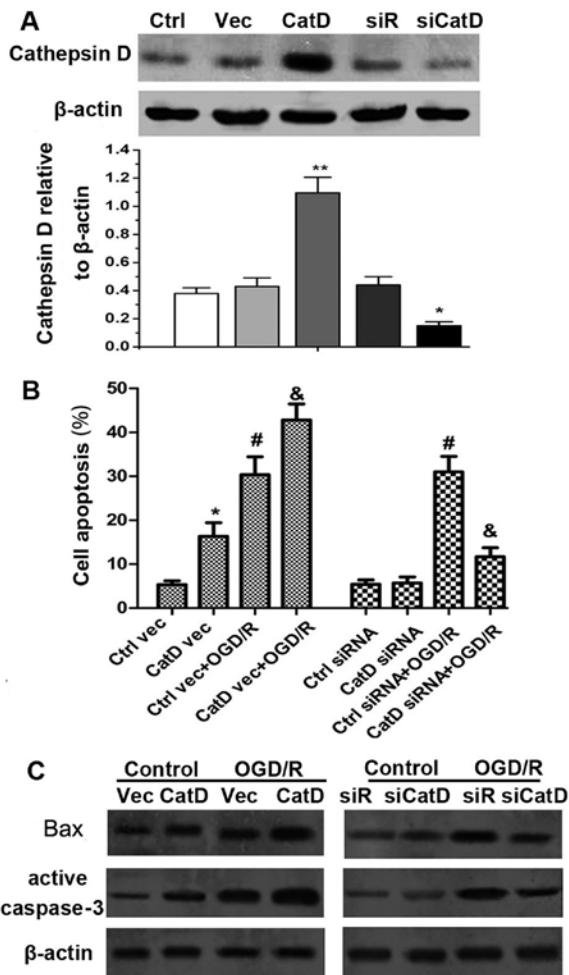 A
Ctrl Vec CatD siR siCatD
Cathepsin D
β-actin
Cathepsin D relative
to β-actin
1.4
1.2
1.0
0.8
0.6
0.4
0.2
0.0
**
*
B
Cell apoptosis (%)
50
40
30
20
10
0
*
#
&
#
&
Ctrl vec
CatD vec
Ctrl vec+OGD/R
CatD vec+OGD/R
Ctrl siRNA
CatD siRNA
Ctrl siRNA+OGD/R
CatD siRNA+OGD/R
C
Control OGD/R Control OGD/R
Vec CatD Vec CatD siR siCatD siR siCatD
Bax
active
caspase-3
β-actin